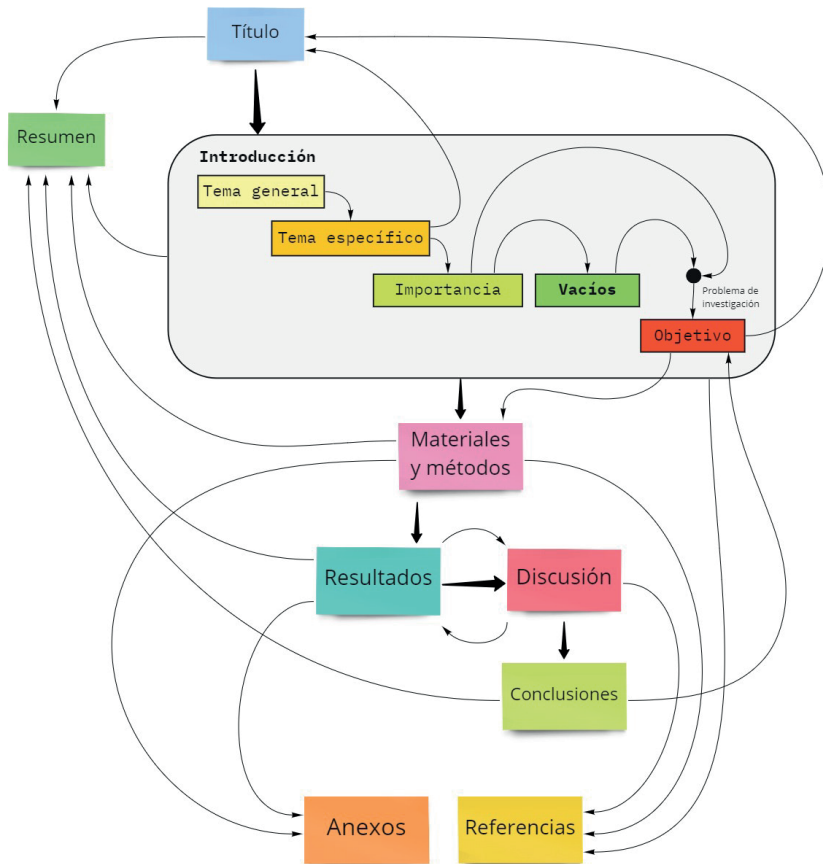 Título
Resumen
Introducción
Tema general
Tema específico
Importancia
Vacíos
Problema de
investigación
Objetivo
Materiales
y métodos
Resultados
Discusión
Conclusiones
Anexos
Referencias